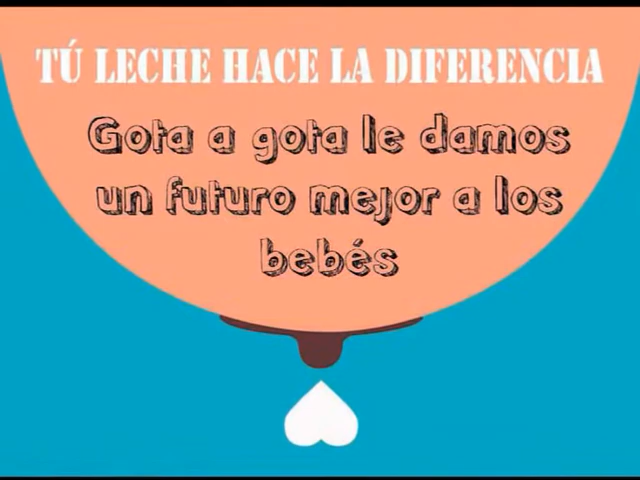 TÚ LECHE HACE LA DIFERENCIA
Gota a gota le damos
un futuro mejor a los
bebés